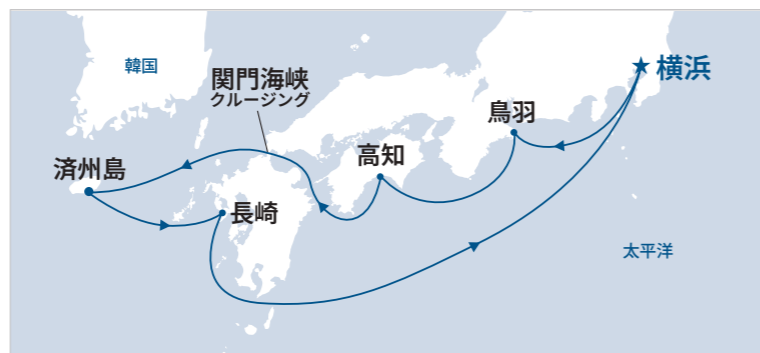 韓国
関門海峡
クルージング
横浜
鳥羽
高知
済州島
長崎
太平洋